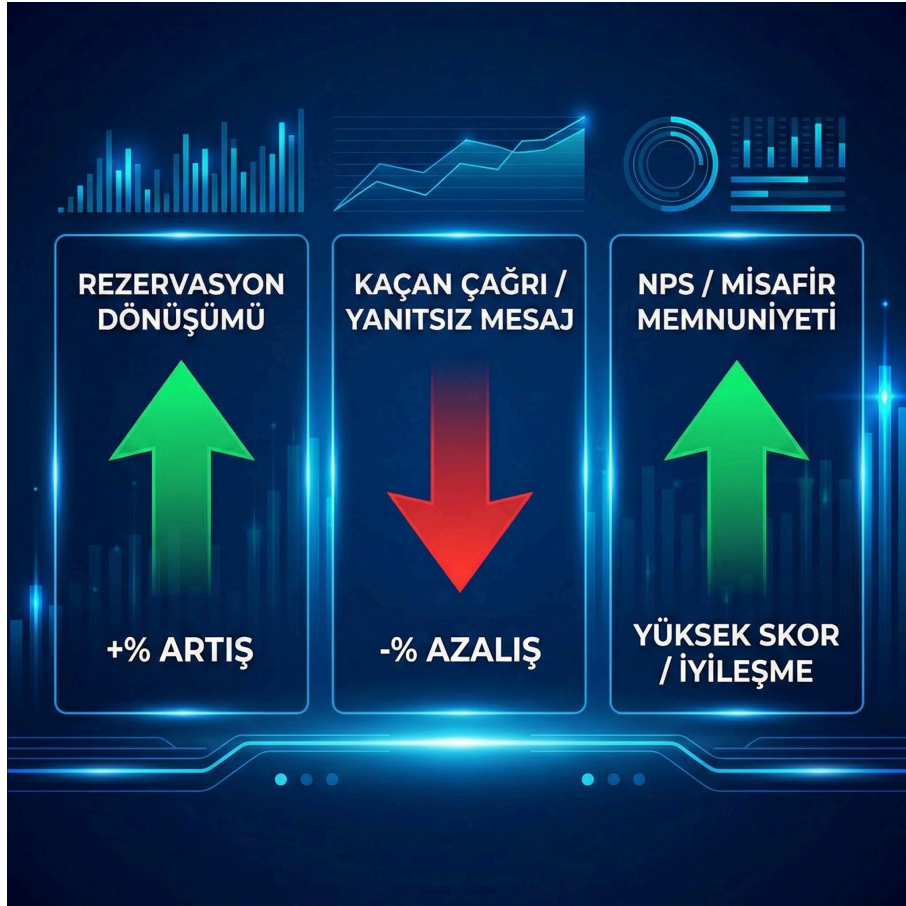 REZERVASYON
DÖNÜŞÜMÜ
+% ARTIŞ
KAÇAN ÇAĞRI /
YANITSIZ MESAJ
-% AZALIŞ
NPS / MİSAFİR
MEMNUNİYETİ
YÜKSEK SKOR
/ İYİLEŞME